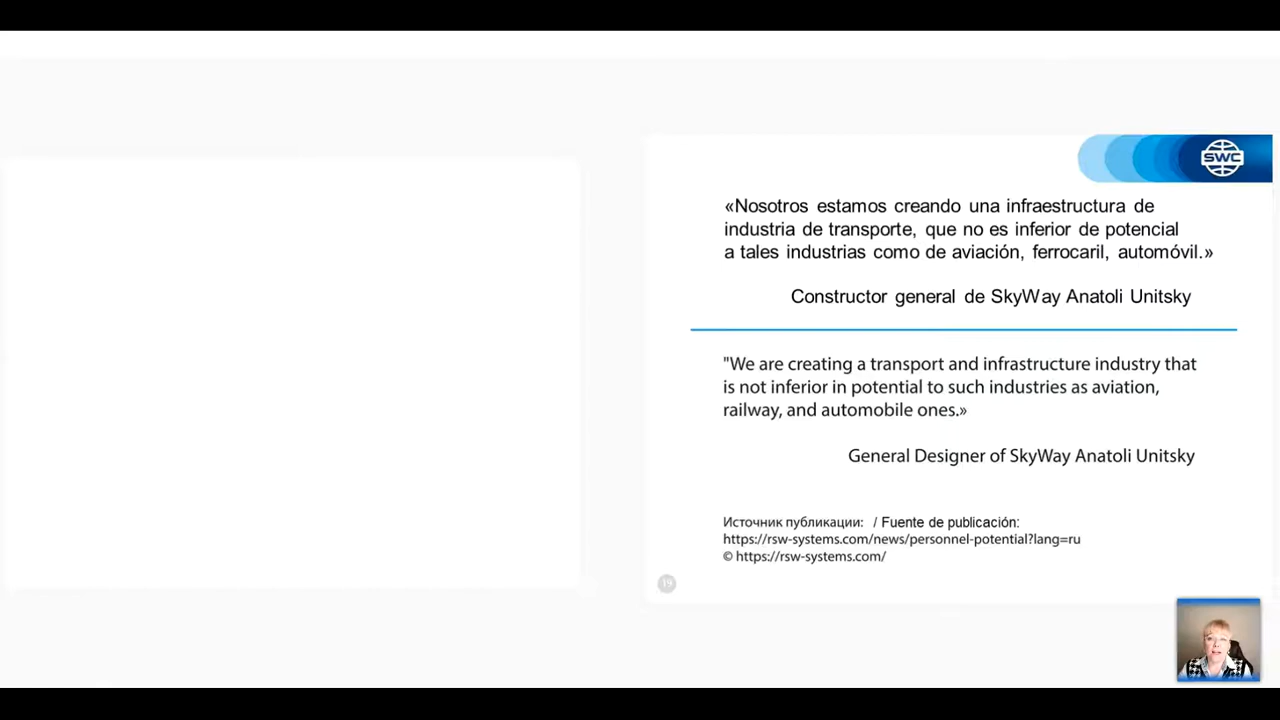 SWC
«Nosotros estamos creando una infraestructura de
industria de transporte, que no es inferior de potencial
a tales industrias como de aviación, ferrocaril, automóvil.»
Constructor general de SkyWay Anatoli Unitsky
"We are creating a transport and infrastructure industry that
is not inferior in potential to such industries as aviation,
railway, and automobile ones.»
General Designer of SkyWay Anatoli Unitsky
Источник публикации: / Fuente de publicación:
https://rsw-systems.com/news/personnel-potential?lang=ru
© https://rsw-systems.com/
19